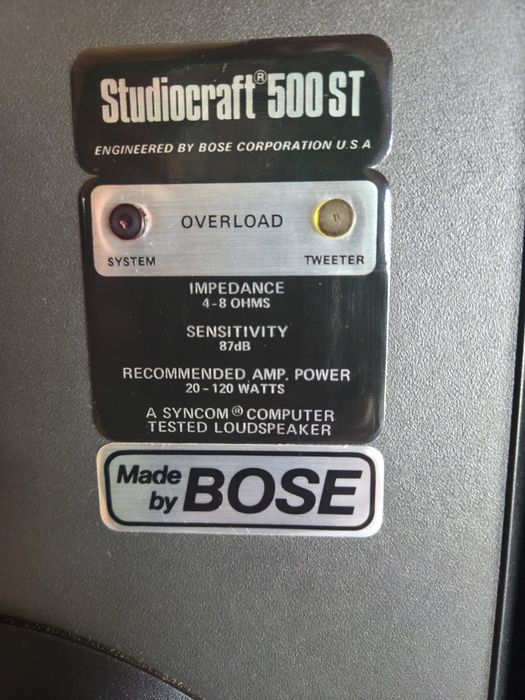 Studiocraft® 500·ST
ENGINEERED BY BOSE CORPORATION U.S.A.
OVERLOAD
SYSTEM TWEETER
IMPEDANCE
4-8 OHMS
SENSITIVITY
87dB
RECOMMENDED AMP. POWER
20-120 WATTS
A SYNCOM® COMPUTER
TESTED LOUDSPEAKER
Made
by BOSE